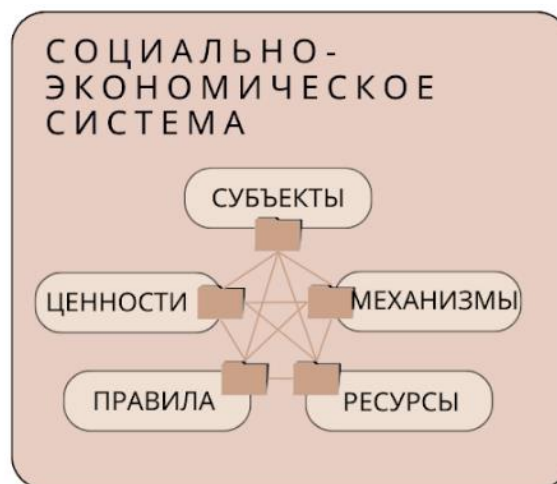 СОЦИАЛЬНО-
ЭКОНОМИЧЕСКОЕ
СИСТЕМА
СУБЪЕКТЫ
ЦЕННОСТИ
МЕХАНИЗМЫ
ПРАВИЛА
РЕСУРСЫ